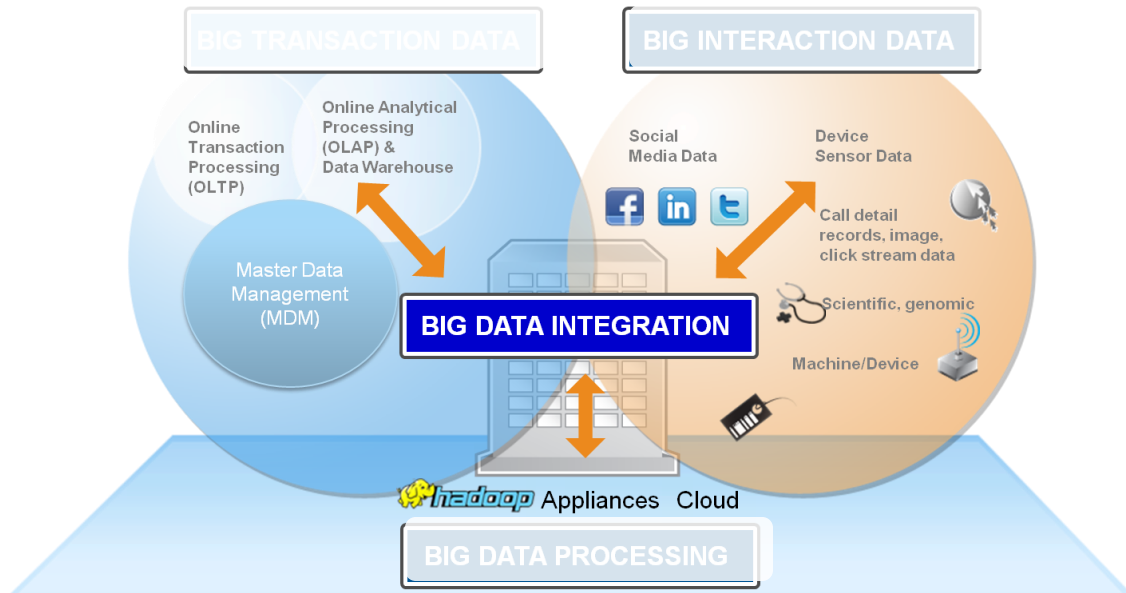 BIG TRANSACTION DATA
BIG INTERACTION DATA
Online
Transaction
Processing
(OLTP)
Online Analytical
Processing
(OLAP) &
Data Warehouse
Master Data
Management
(MDM)
Social
Media Data
Device
Sensor Data
f
in
t
Call detail
records, image,
click stream data
Scientific, genomic
Machine/Device
BIG DATA INTEGRATION
hadoop Appliances Cloud
BIG DATA PROCESSING